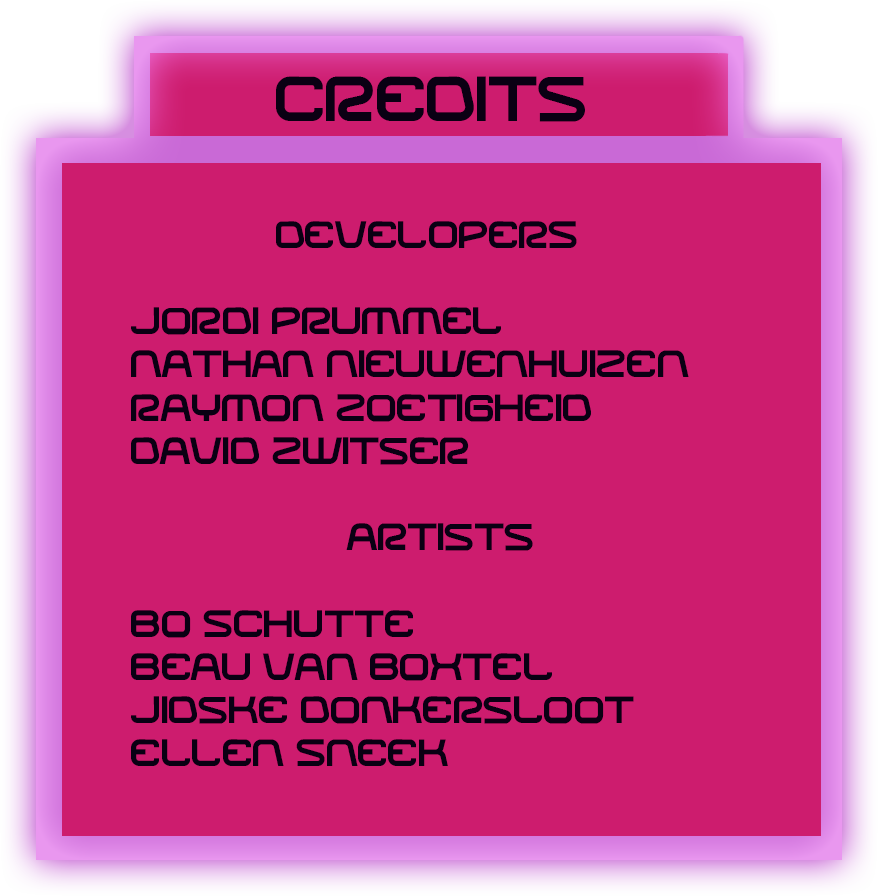 CREDITS
DEVELOPERS
JORDI PRUMMEL
NATHAN NIEUWENHUIZEN
RAYMON ZOETIGHEID
DAVID ZWITSER
ARTISTS
BO SCHUTTE
BEAU VAN BOXTEL
JIDSKE DONKERSLOOT
ELLEN SNEEK